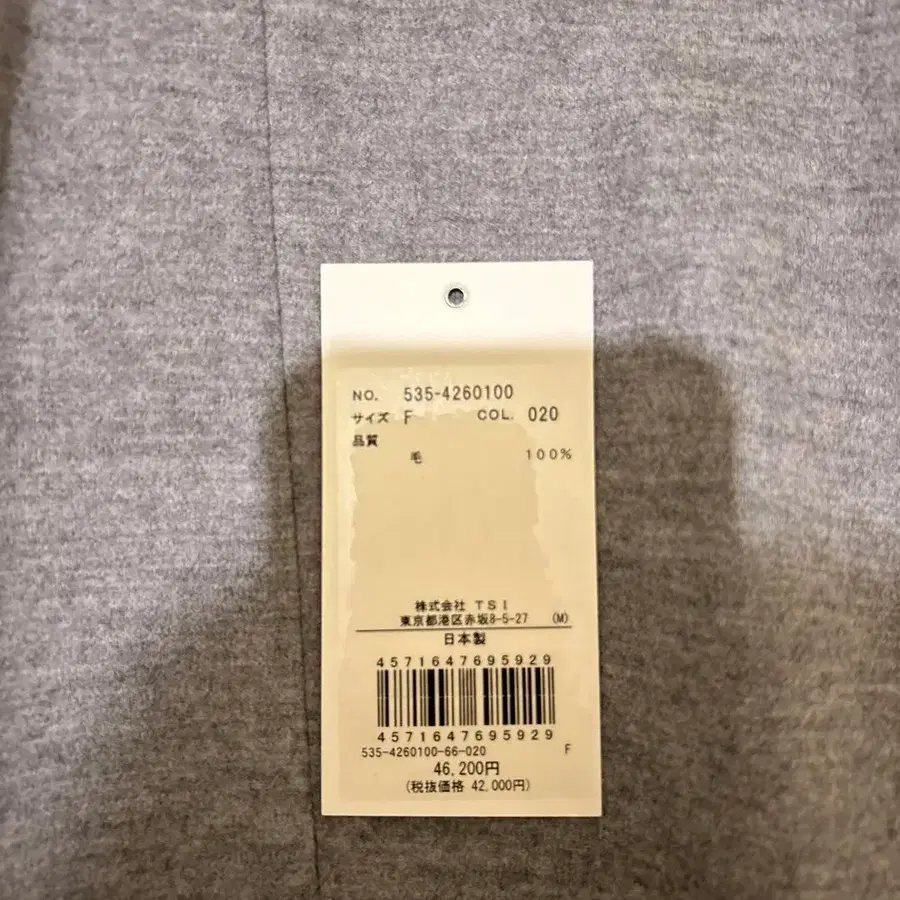 NO. 535-4260100
サイズ F COL. 020
品質
毛 100%
株式会社 TSI
東京都港区赤坂8-5-27 (M)
日本製
4571647695929
4571647695929
535-4260100-66-020 F
46,200円
(税抜価格 42,000円)